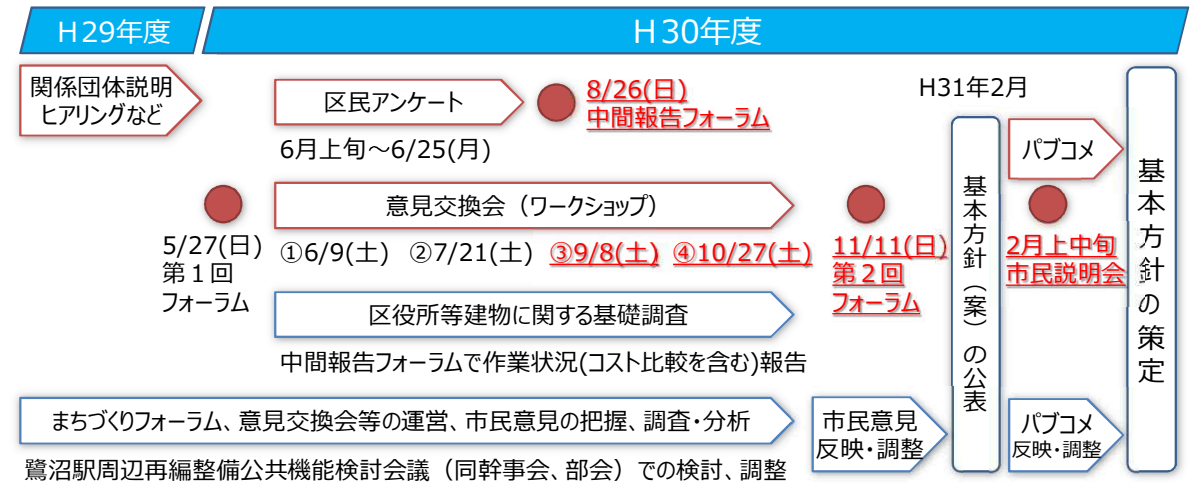 H29年度
H30年度
関係団体説明
ヒアリングなど
区民アンケート
6月上旬～6/25(月)
8/26(日)
中間報告フォーラム
H31年2月
5/27(日)
第１回
フォーラム
意見交換会（ワークショップ）
①6/9(土) ②7/21(土) ③9/8(土) ④10/27(土)
11/11(日)
第２回
フォーラム
区役所等建物に関する基礎調査
中間報告フォーラムで作業状況(コスト比較を含む)報告
まちづくりフォーラム、意見交換会等の運営、市民意見の把握、調査・分析
鷺沼駅周辺再編整備公共機能検討会議（同幹事会、部会）での検討、調整
市民意見
反映・調整
基本方針（案）の公表
パブコメ
2月上中旬
市民説明会
パブコメ
反映・調整
基本方針の策定